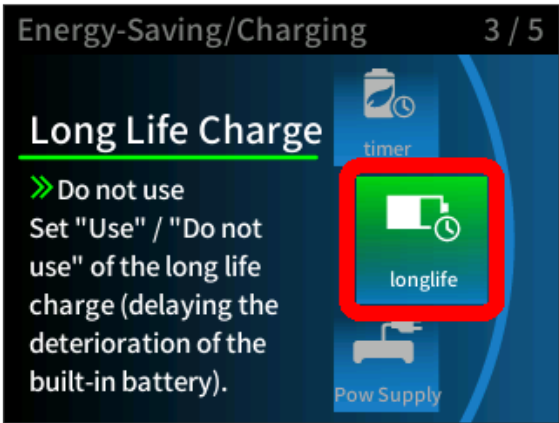 Energy-Saving/Charging 3 / 5
Long Life Charge
Do not use
Set "Use" / "Do not
use" of the long life
charge (delaying the
deterioration of the
built-in battery).
timer
longlife
Pow Supply